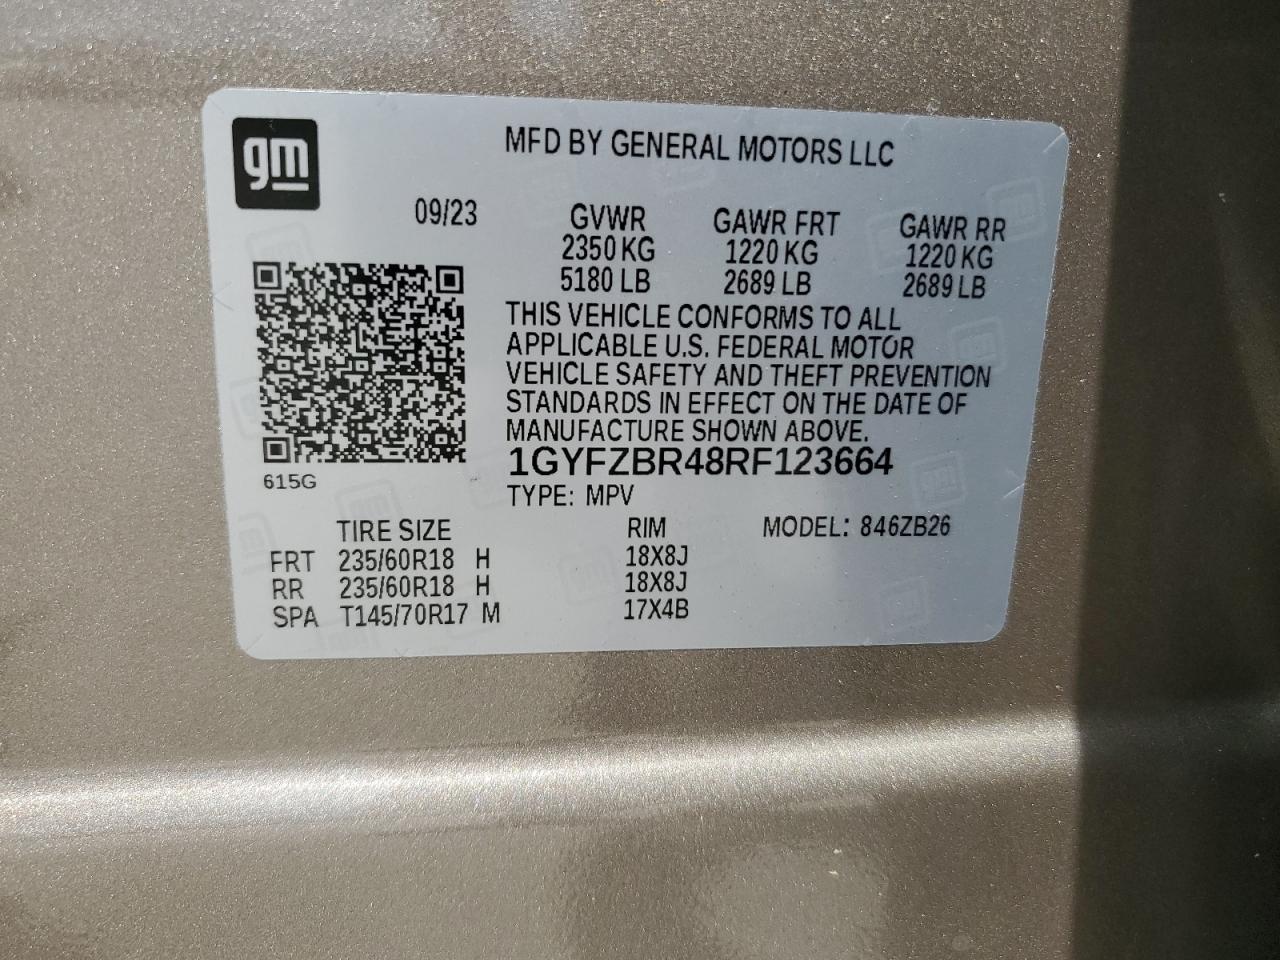 gm
MFD BY GENERAL MOTORS LLC
09/23
GVWR GAWR FRT GAWR RR
2350 KG 1220 KG 1220 KG
5180 LB 2689 LB 2689 LB
THIS VEHICLE CONFORMS TO ALL
APPLICABLE U.S. FEDERAL MOTOR
VEHICLE SAFETY AND THEFT PREVENTION
STANDARDS IN EFFECT ON THE DATE OF
MANUFACTURE SHOWN ABOVE.
1GYFZBR48RF123664
615G
TYPE: MPV
TIRE SIZE RIM MODEL: 846ZB26
FRT 235/60R18 H 18X8J
RR 235/60R18 H 18X8J
SPA T145/70R17 M 17X4B